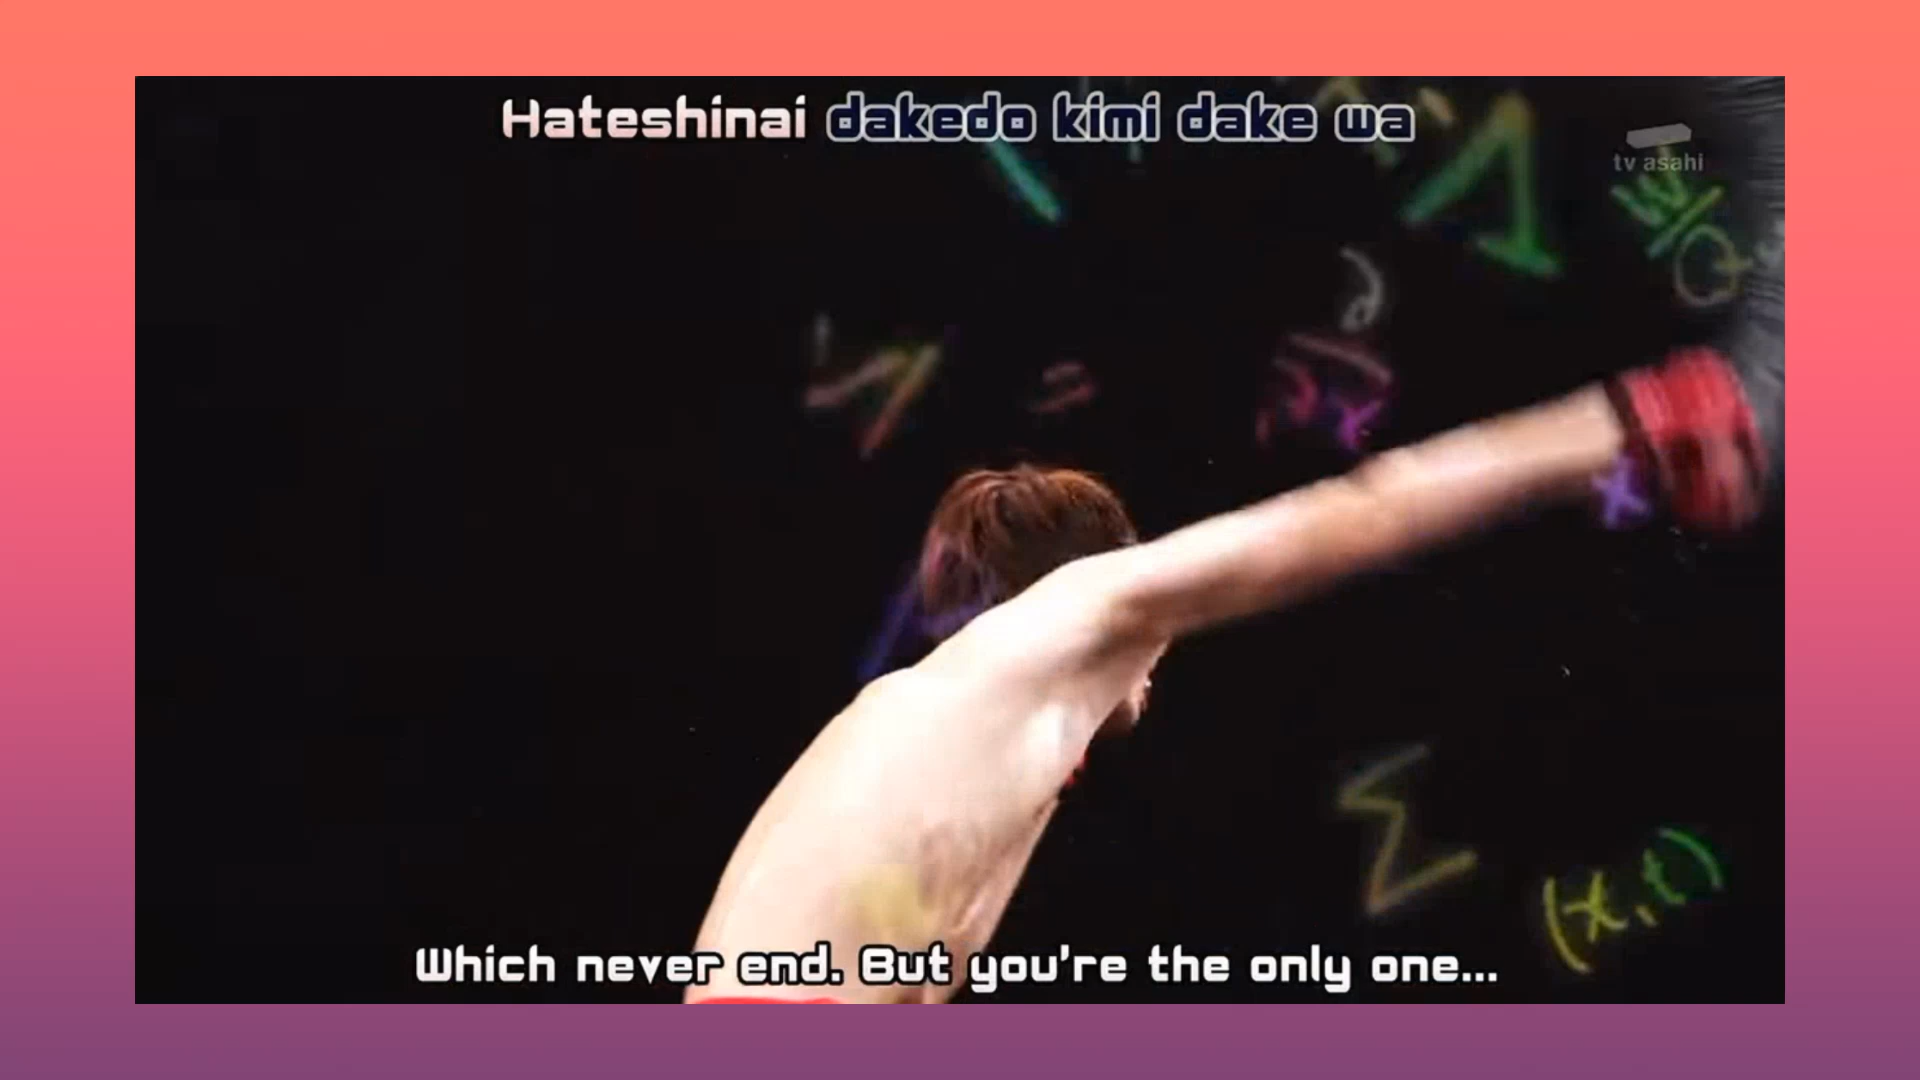 Hateshinai dakedo kimi dake wa
tv asahi
Σ
(x,t)
Which never end. But you're the only one...